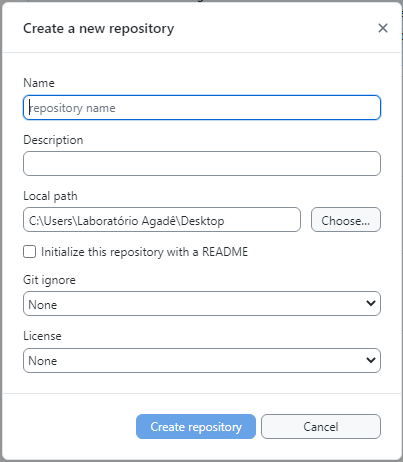 Create a new repository
Name
repository name
Description
Local path
C:\Users\Laboratório Agadê\Desktop
Choose...
Initialize this repository with a README
Git ignore
None
License
None
Create repository
Cancel